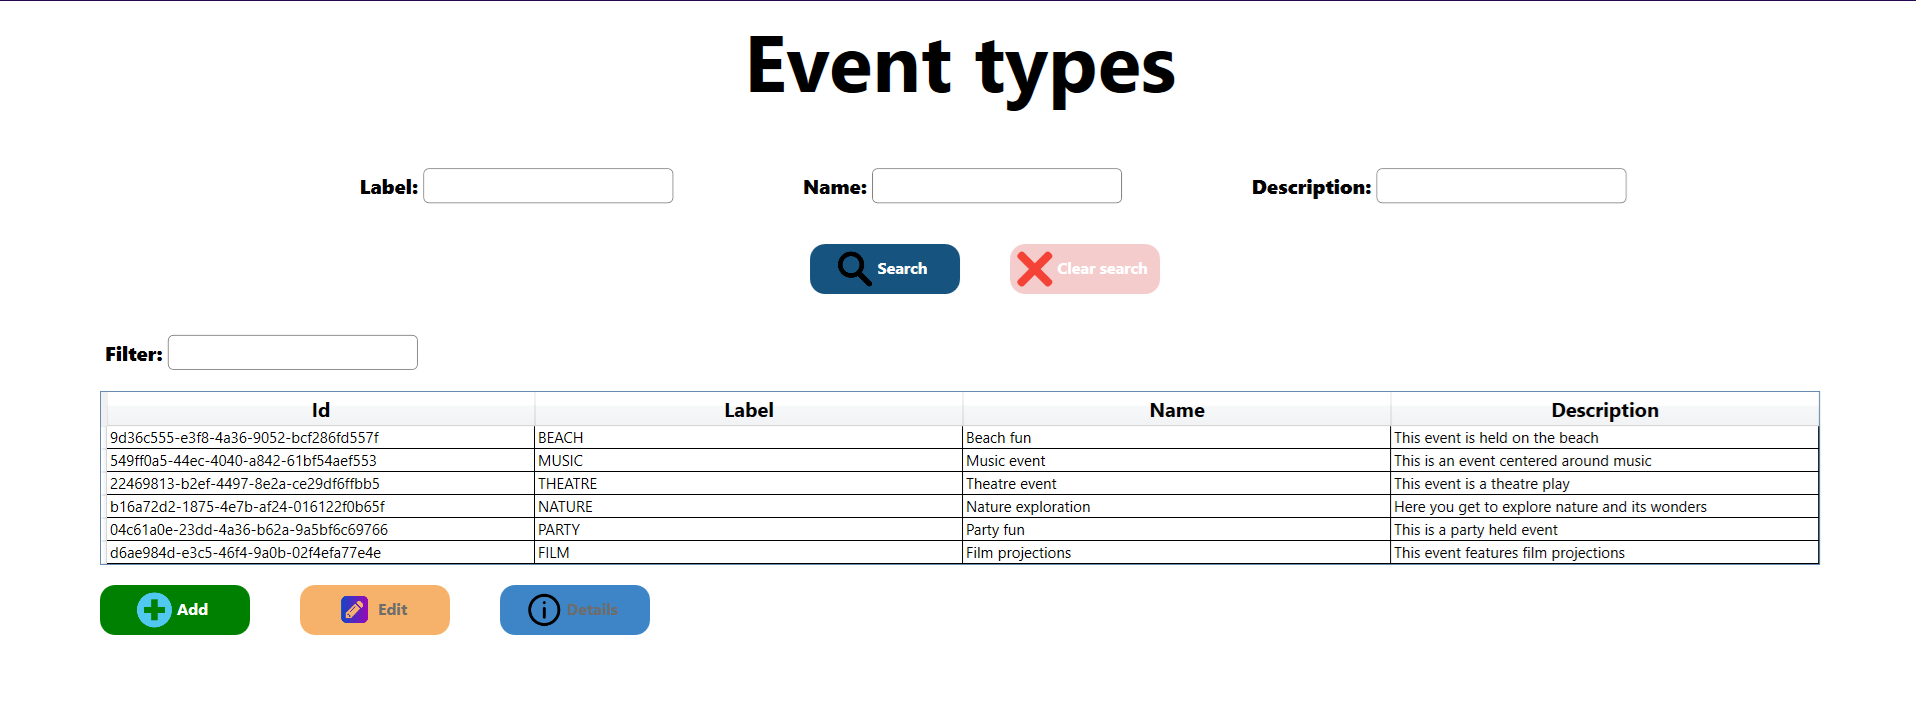 Event types
Label: Name: Description:
Search Clear search
Filter:
Id Label Name Description
9d36c555-e3f8-4a36-9052-bcf286fd557f BEACH Beach fun This event is held on the beach
549ff0a5-44ec-4040-a842-61bf54aef553 MUSIC Music event This is an event centered around music
22469813-b2ef-4497-8e2a-ce29df6ffbb5 THEATRE Theatre event This event is a theatre play
b16a72d2-1875-4e7b-af24-016122f0b65f NATURE Nature exploration Here you get to explore nature and its wonders
04c61a0e-23dd-4a36-b62a-9a5bf6c69766 PARTY Party fun This is a party held event
d6ae984d-e3c5-46f4-9a0b-02f4efa77e4e FILM Film projections This event features film projections
Add Edit Details